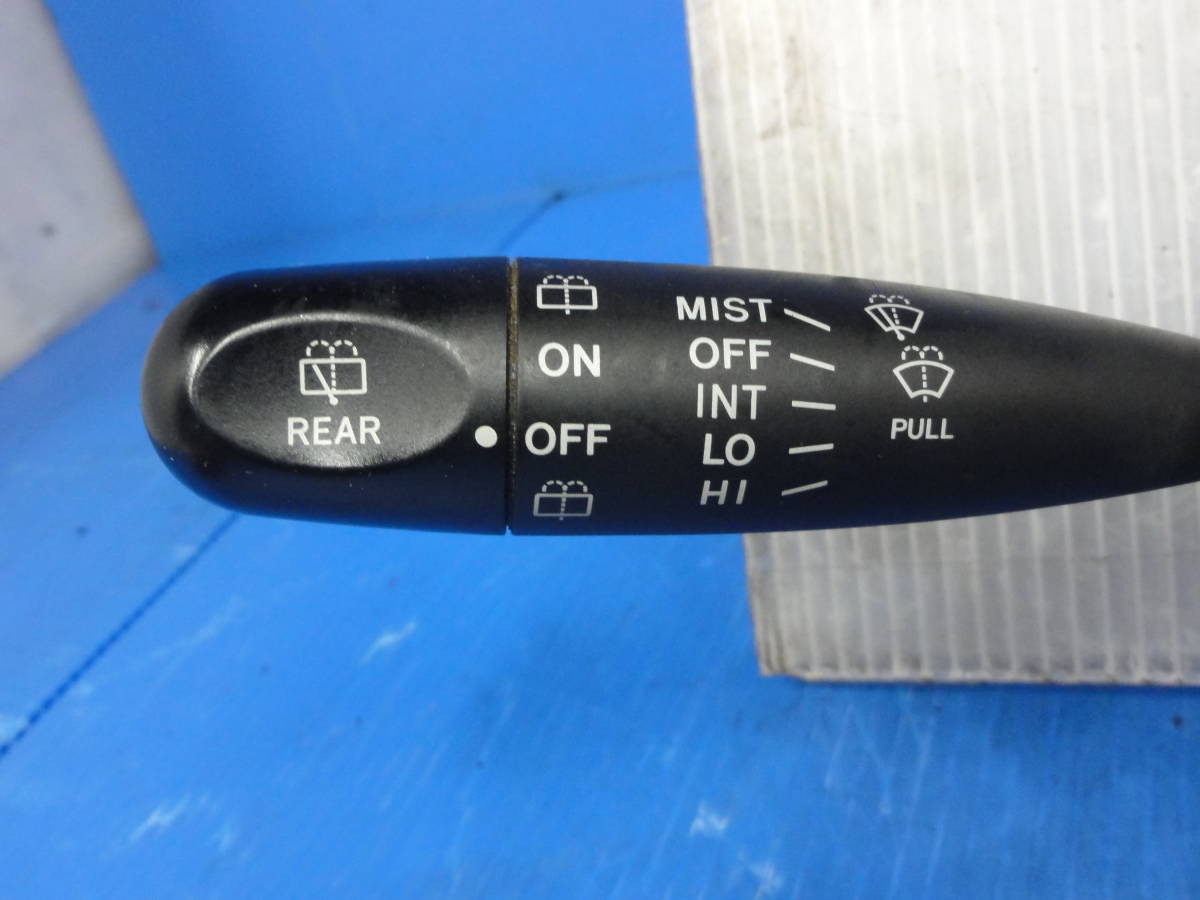 REAR
ON
OFF
MIST
OFF
INT
LO
HI
PULL